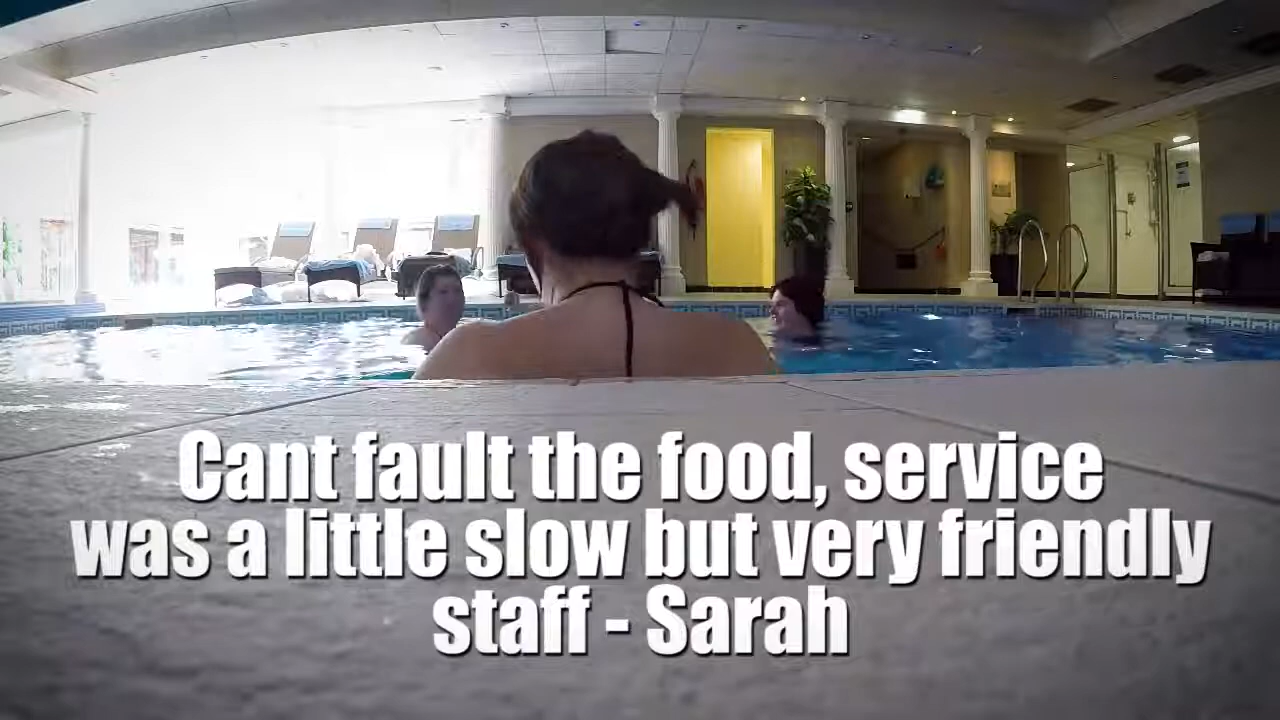 Cant fault the food, service
was a little slow but very friendly
staff - Sarah